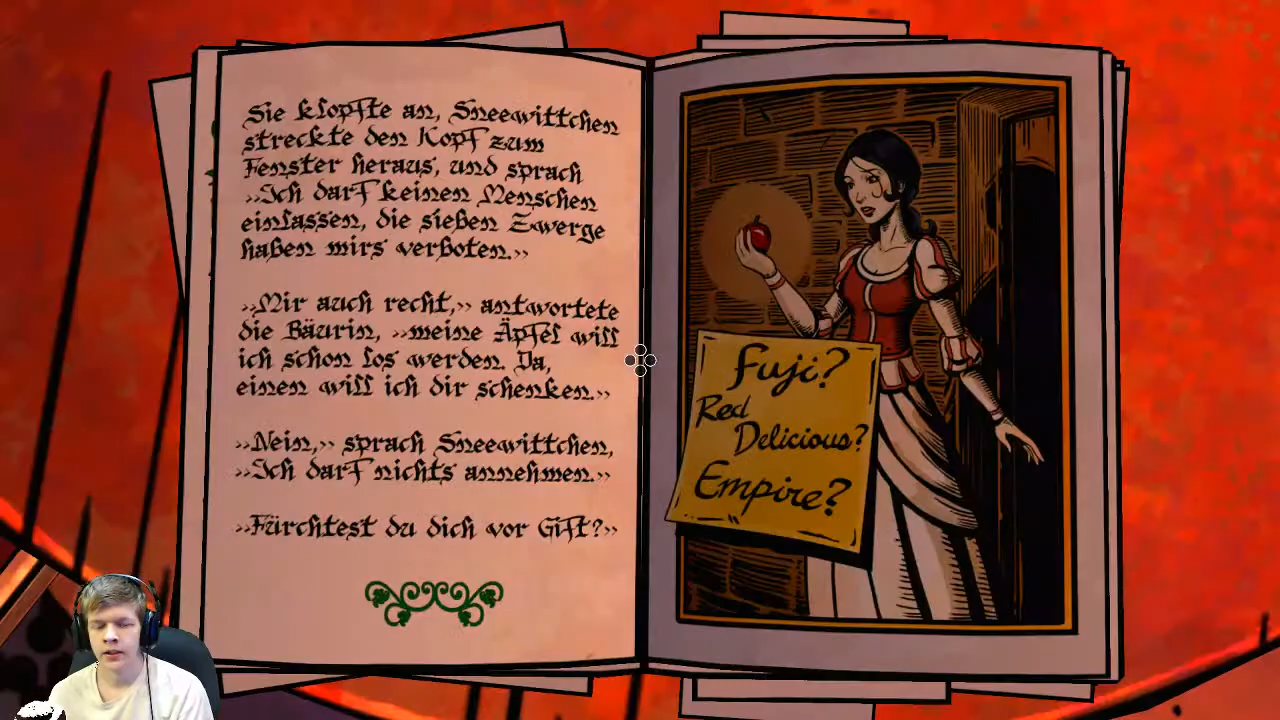 Sie klopfte an, Sneewittchen
streckte den Kopf zum
Fenster heraus, und sprach
»Ich darf keinen Menschen
einlassen, die sieben Zwerge
haben mirs verboten.»
»Mir auch recht,» antwortete
die Bäurin, »meine Äpfel will
ich schon los werden. Da,
einen will ich dir schenken.»
»Nein,» sprach Sneewittchen,
»Ich darf nichts annehmen.»
»Fürchtest du dich vor Gift?»
Fuji?
Red
Delicious?
Empire?